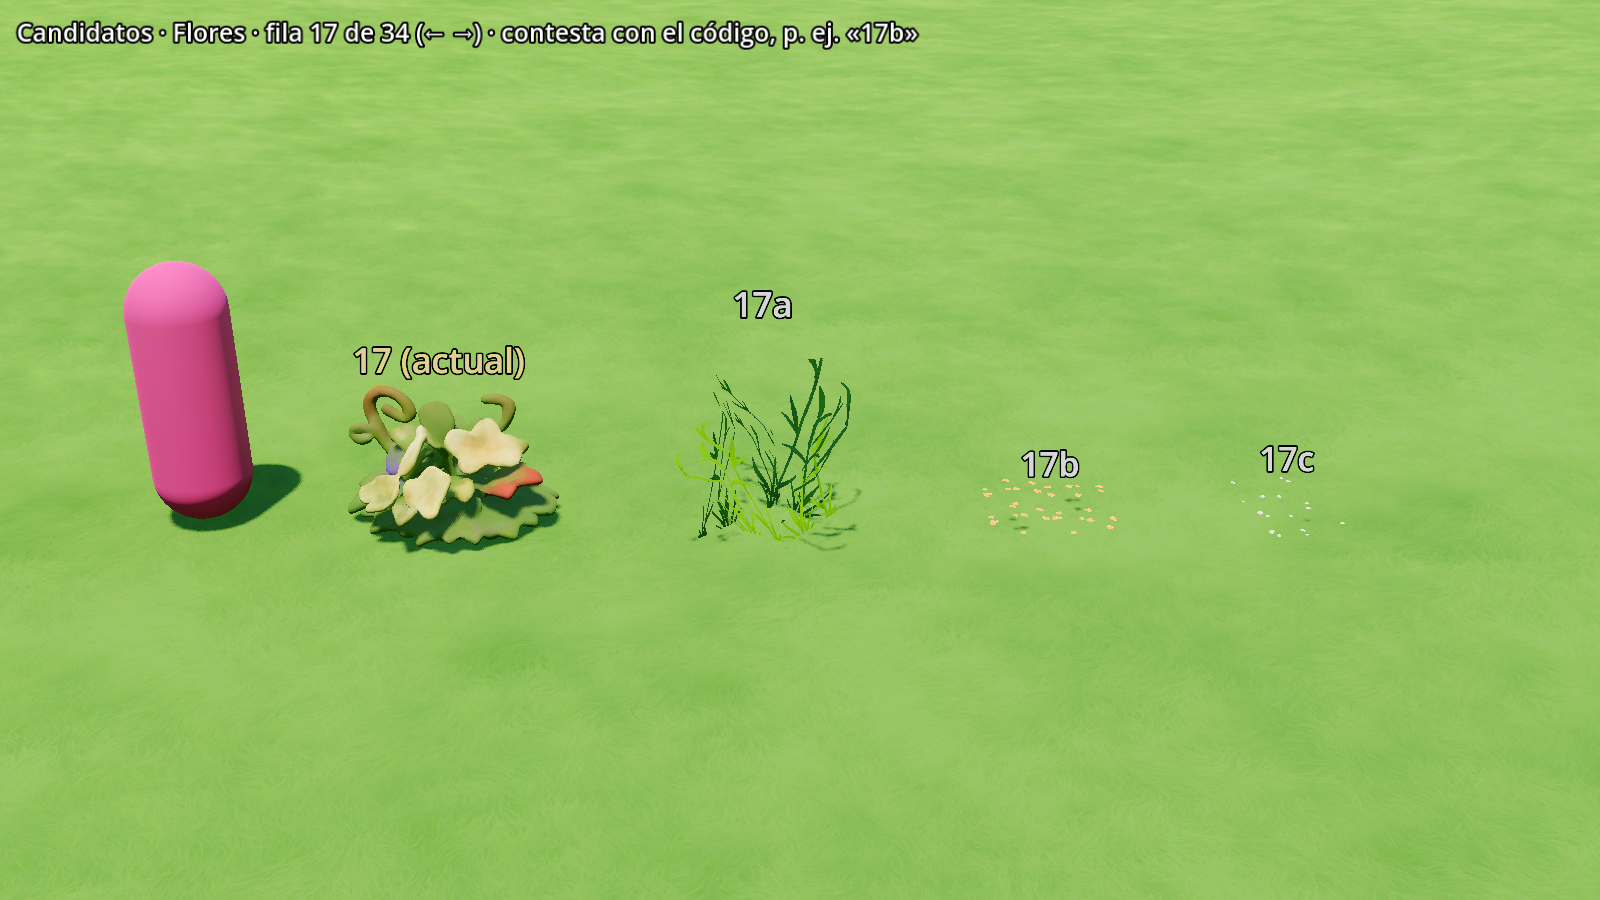 Candidatos · Flores · fila 17 de 34 (← →) · contesta con el código, p. ej. «17b»
17a
17 (actual)
17b
17c